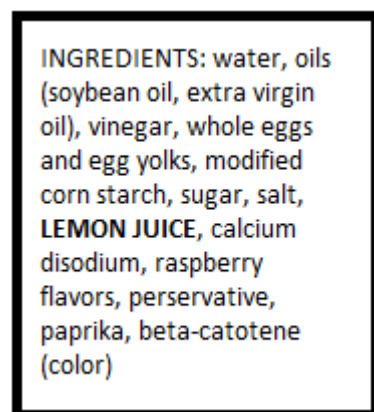 INGREDIENTS: water, oils
(soybean oil, extra virgin
oil), vinegar, whole eggs
and egg yolks, modified
corn starch, sugar, salt,
LEMON JUICE, calcium
disodium, raspberry
flavors, perservative,
paprika, beta-catotene
(color)